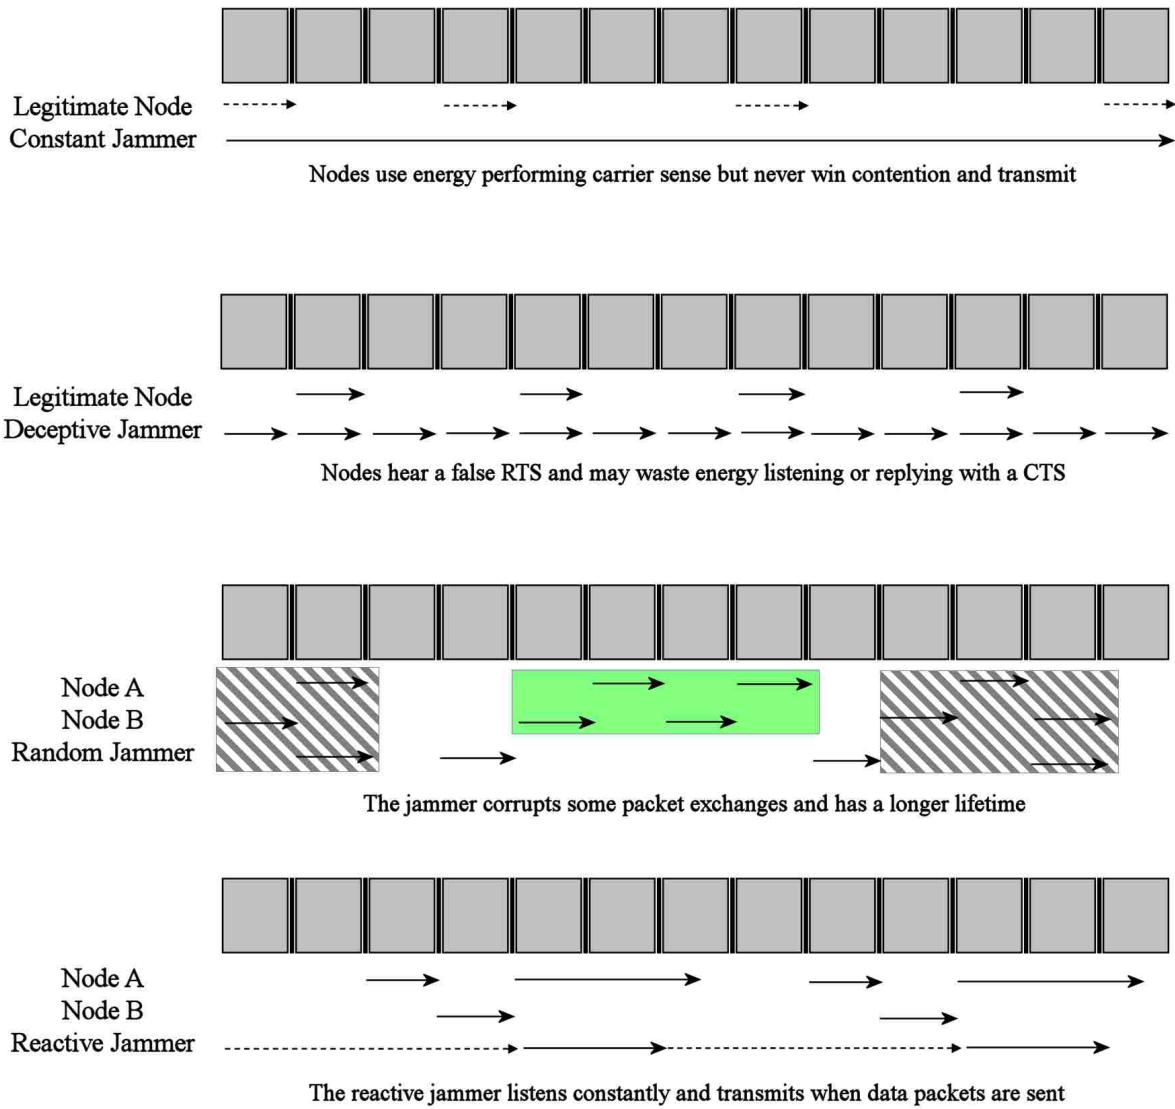 Legitimate Node
Constant Jammer
Nodes use energy performing carrier sense but never win contention and transmit
Legitimate Node
Deceptive Jammer
Nodes hear a false RTS and may waste energy listening or replying with a CTS
Node A
Node B
Random Jammer
The jammer corrupts some packet exchanges and has a longer lifetime
Node A
Node B
Reactive Jammer
The reactive jammer listens constantly and transmits when data packets are sent